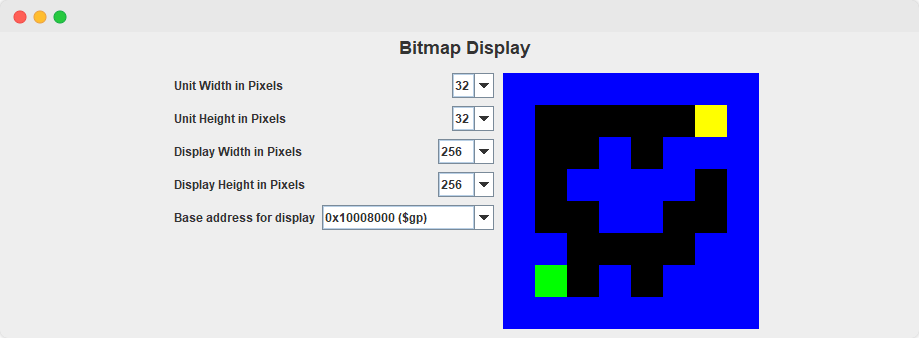 Bitmap Display
Unit Width in Pixels 32
Unit Height in Pixels 32
Display Width in Pixels 256
Display Height in Pixels 256
Base address for display 0x10008000 ($gp)